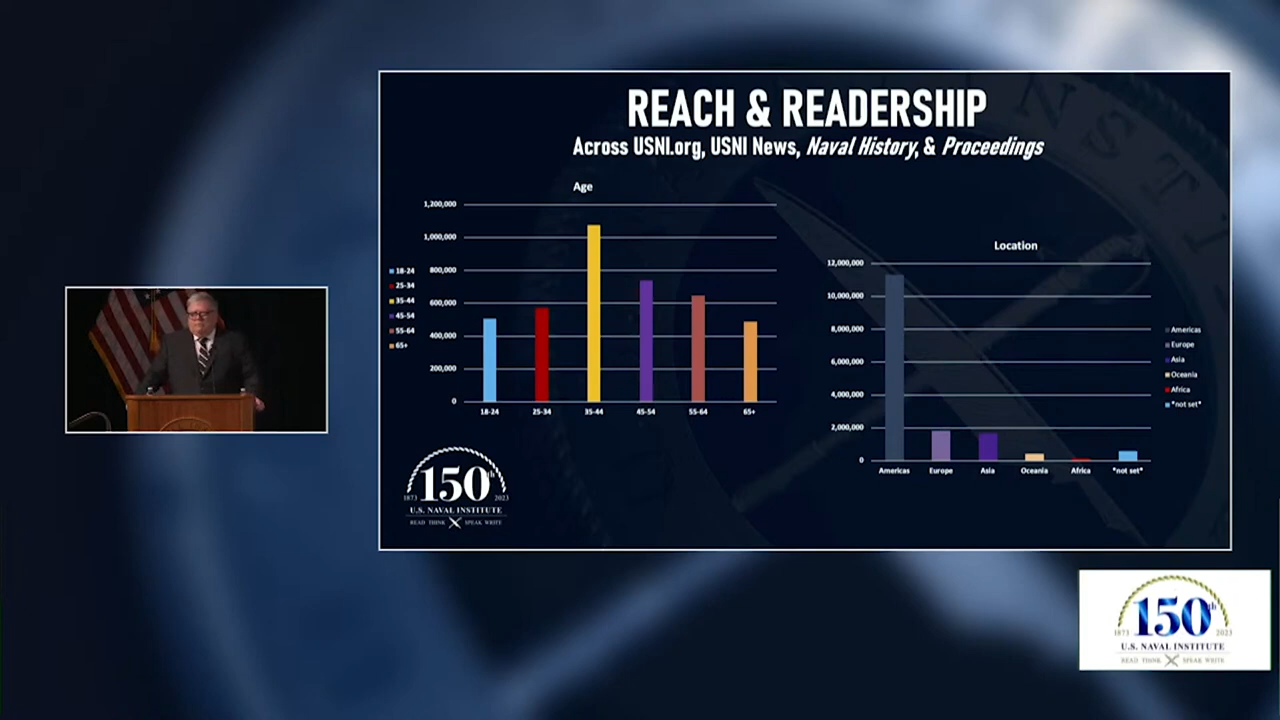 REACH & READERSHIP
Across USNI.org, USNI News, Naval History, & Proceedings
Age
1,200,000
1,000,000
800,000
600,000
400,000
200,000
0
18-24
25-34
35-44
45-54
55-64
65+
18-24 25-34 35-44 45-54 55-64 65+
Location
12,000,000
10,000,000
8,000,000
6,000,000
4,000,000
2,000,000
0
Americas Europe Asia Oceania Africa "not set"
Americas
Europe
Asia
Oceania
Africa
"not set"
150th
1873 2023
U.S. NAVAL INSTITUTE
READ THINK SPEAK WRITE
150th
1873 2023
U.S. NAVAL INSTITUTE
READ THINK SPEAK WRITE